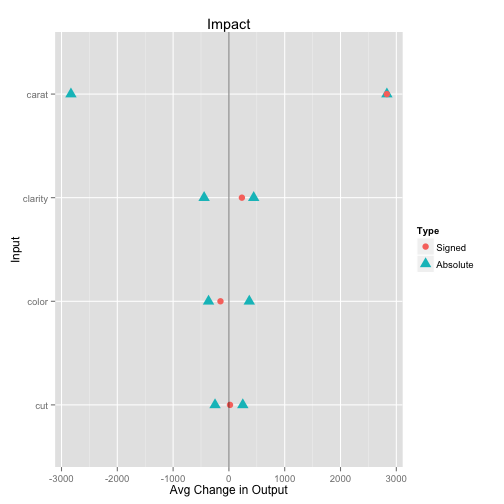 Impact
carat
clarity
color
cut
Input
-3000 -2000 -1000 0 1000 2000 3000
Avg Change in Output
Type
Signed
Absolute